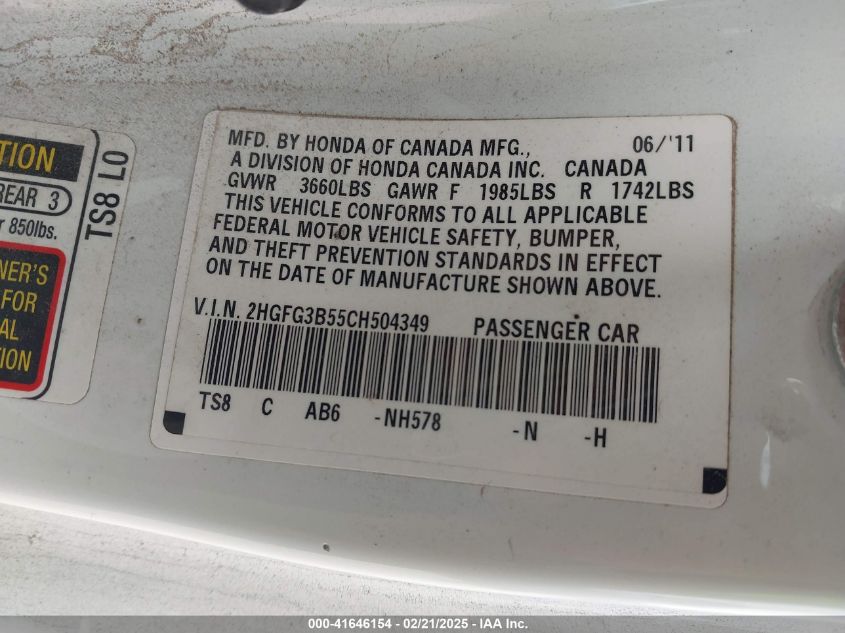 TION
REAR 3
850lbs.
NER'S
FOR
AL
TION
TS8 L0
MFD. BY HONDA OF CANADA MFG., 06/'11
A DIVISION OF HONDA CANADA INC. CANADA
GVWR 3660LBS GAWR F 1985LBS R 1742LBS
THIS VEHICLE CONFORMS TO ALL APPLICABLE
FEDERAL MOTOR VEHICLE SAFETY, BUMPER,
AND THEFT PREVENTION STANDARDS IN EFFECT
ON THE DATE OF MANUFACTURE SHOWN ABOVE.
V.I.N. 2HGFG3B55CH504349 PASSENGER CAR
TS8 C AB6 -NH578 -N -H
000-41646154 - 02/21/2025 - IAA Inc.